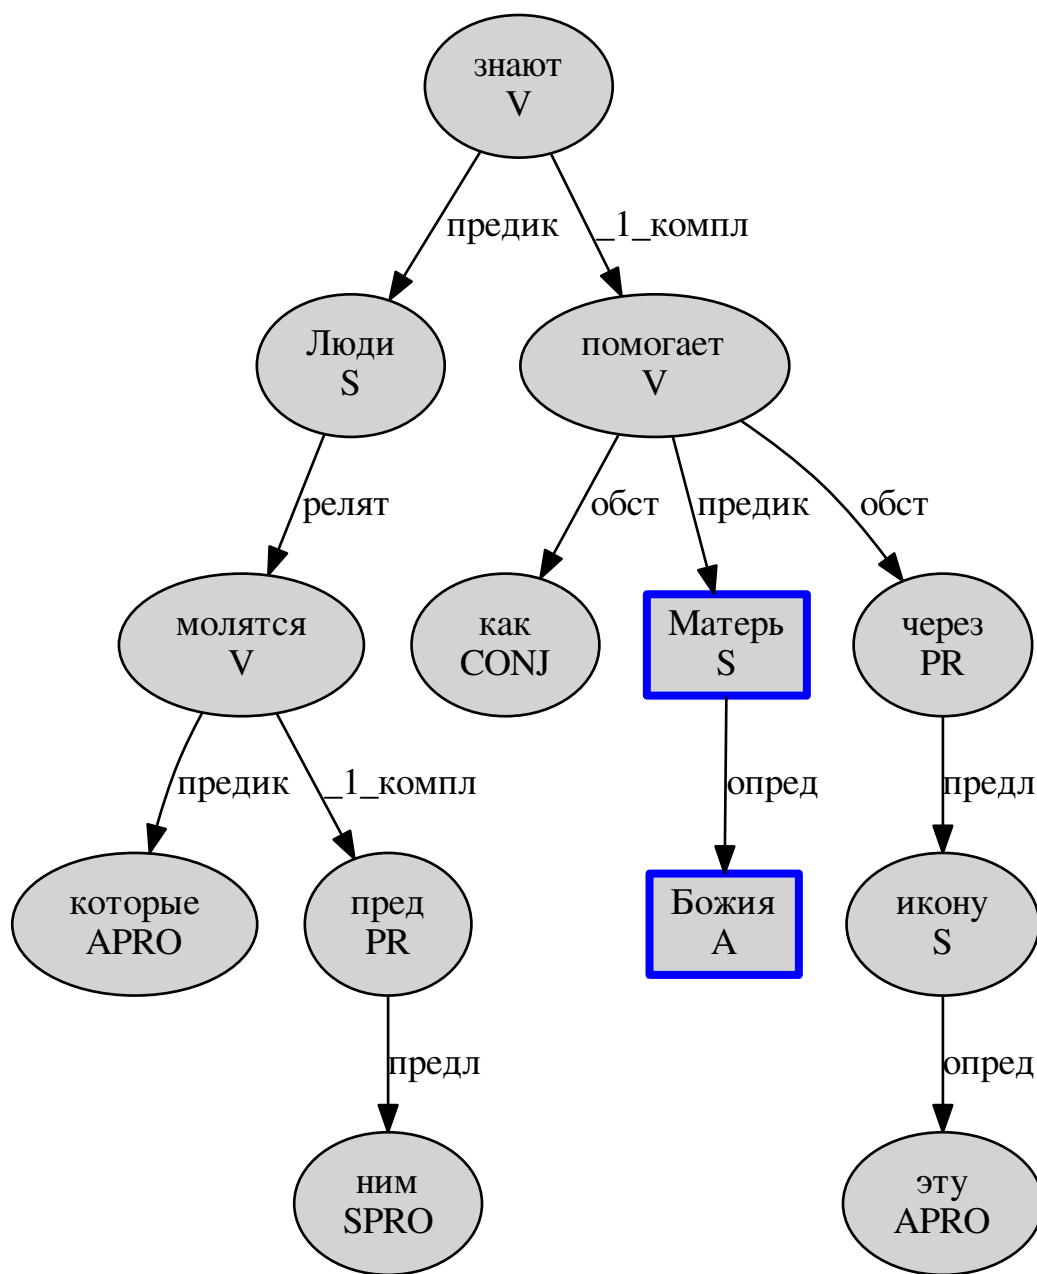 знают
V
предик
_1_компл
Люди
S
помогает
V
релят
обст
предик
обст
молятся
V
как
CONJ
Матерь
S
через
PR
предик
_1_компл
опред
предл
которые
APRO
пред
PR
Божия
A
икону
S
предл
опред
ним
SPRO
эту
APRO